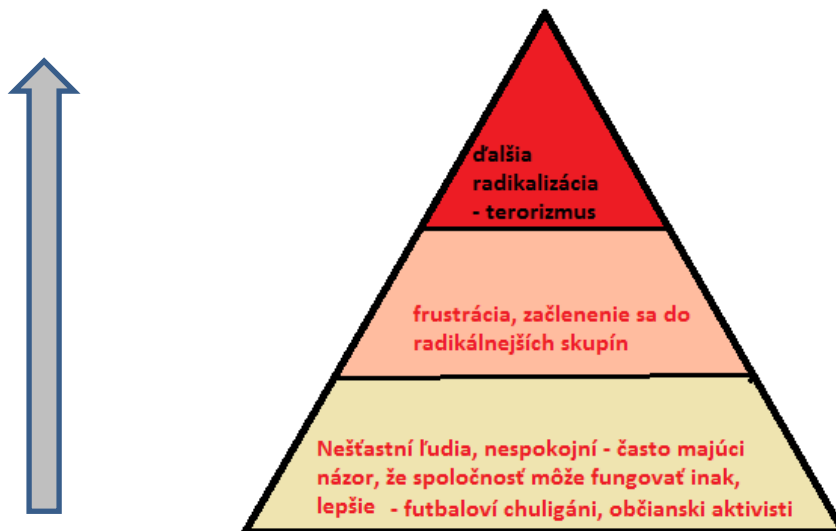 ďalšia
radikalizácia
- terorizmus
frustrácia, začlenenie sa do
radikálnejších skupín
Nešťastní ľudia, nespokojní - často majúci
názor, že spoločnosť môže fungovať inak,
lepšie - futbaloví chuligáni, občianski aktivisti